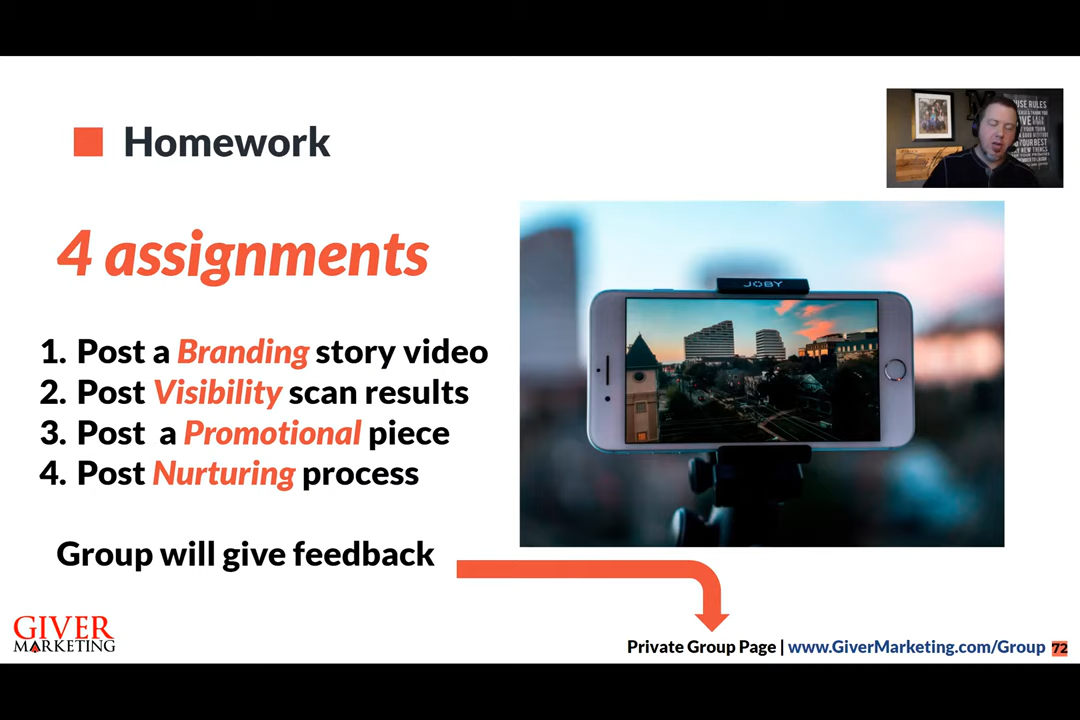 Homework
4 assignments
1. Post a Branding story video
2. Post Visibility scan results
3. Post a Promotional piece
4. Post Nurturing process
Group will give feedback
JOBY
GIVER
MARKETING
Private Group Page | www.GiverMarketing.com/Group 72